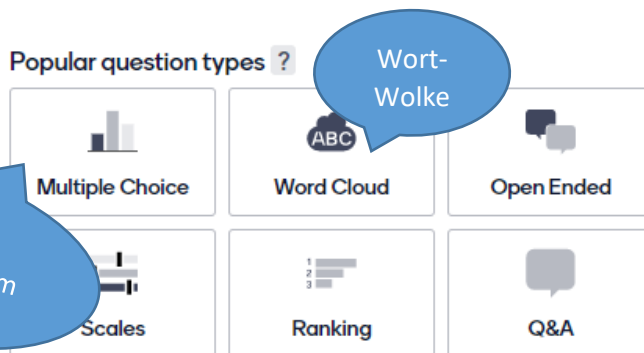 Popular question types ?
Wort-
Wolke
ABC
Multiple Choice
Word Cloud
Open Ended
1
2
3
Scales
Ranking
Q&A